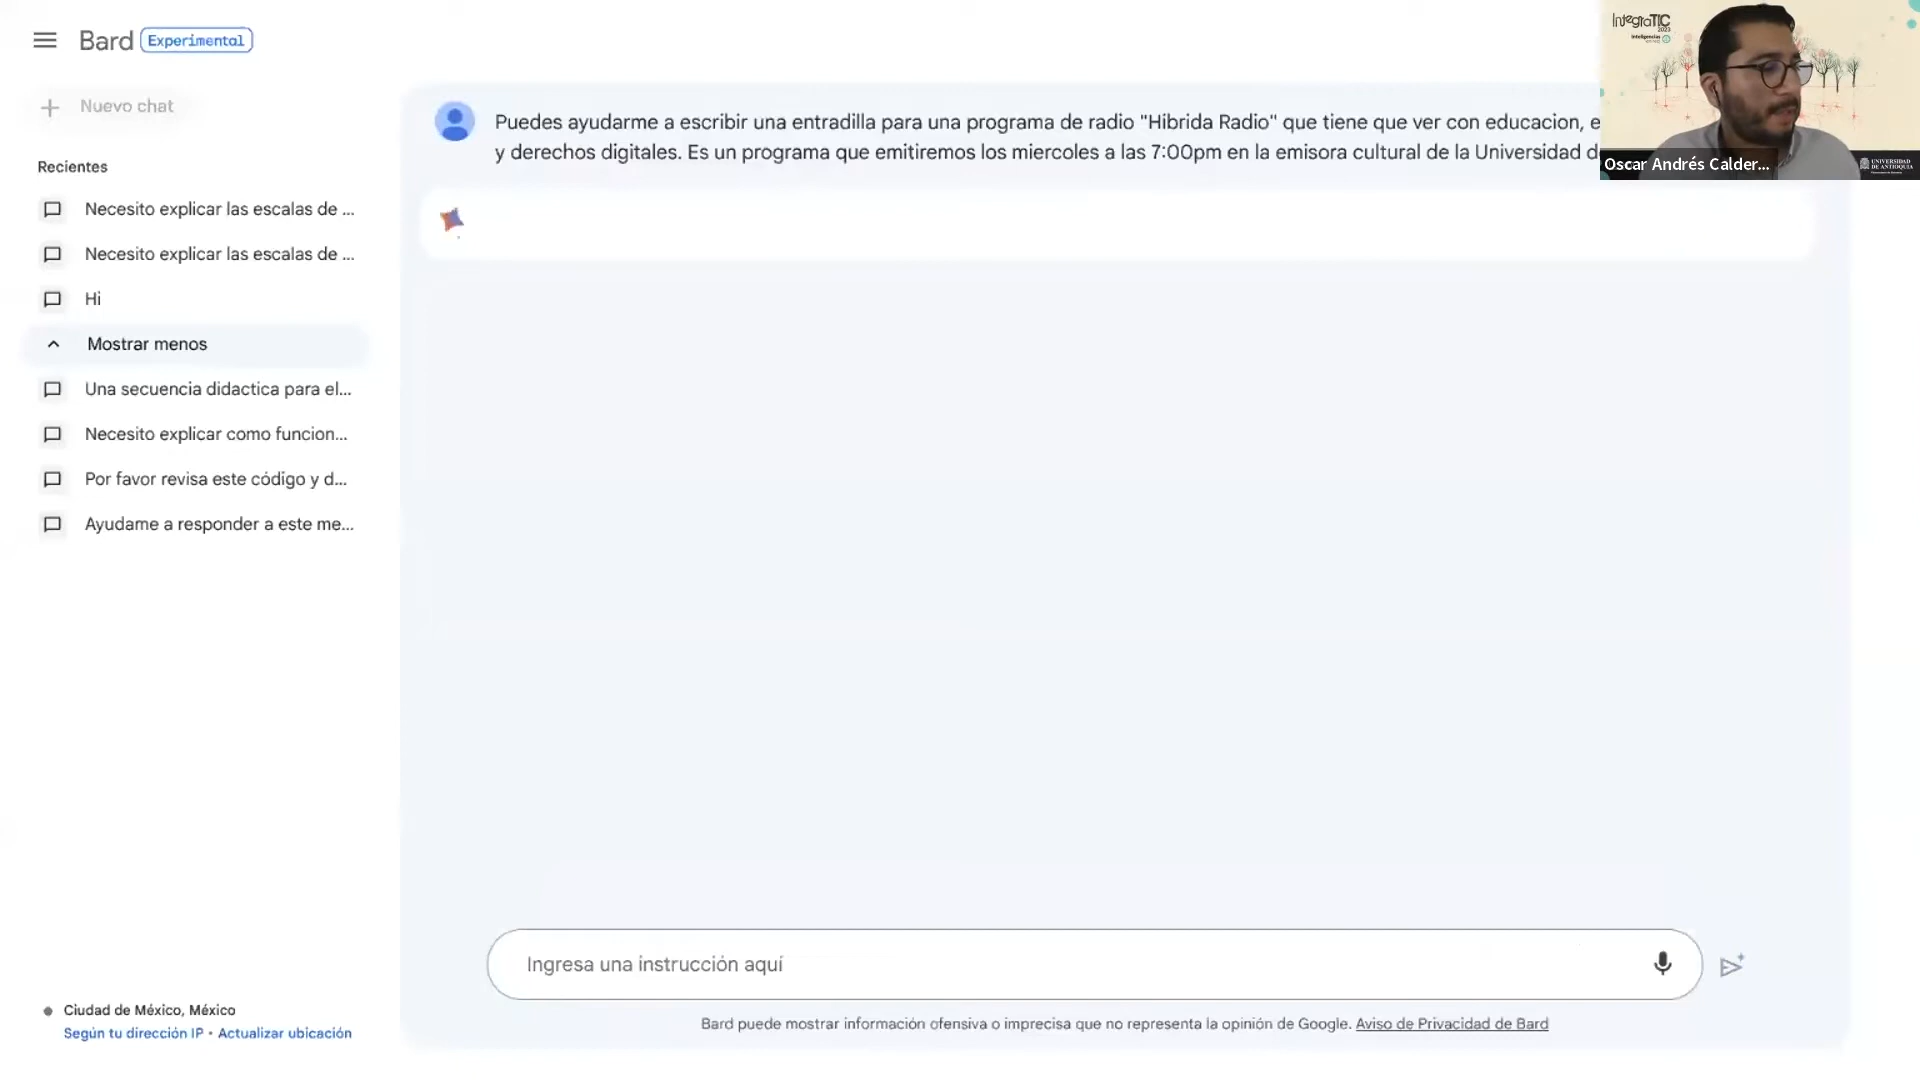 Bard Experimental
Nuevo chat
Recientes
Necesito explicar las escalas de ...
Necesito explicar las escalas de ...
Hi
Mostrar menos
Una secuencia didactica para el...
Necesito explicar como funcion...
Por favor revisa este código y d...
Ayudame a responder a este me...
Ciudad de México, México
Según tu dirección IP • Actualizar ubicación
Puedes ayudarme a escribir una entradilla para una programa de radio "Hibrida Radio" que tiene que ver con educacion, e
y derechos digitales. Es un programa que emitiremos los miercoles a las 7:00pm en la emisora cultural de la Universidad d
Ingresa una instrucción aquí
Bard puede mostrar información ofensiva o imprecisa que no representa la opinión de Google. Aviso de Privacidad de Bard
IntegraTIC
2023
Inteligencias
Oscar Andrés Calder...
UNIVERSIDAD
DE ANTIOQUIA